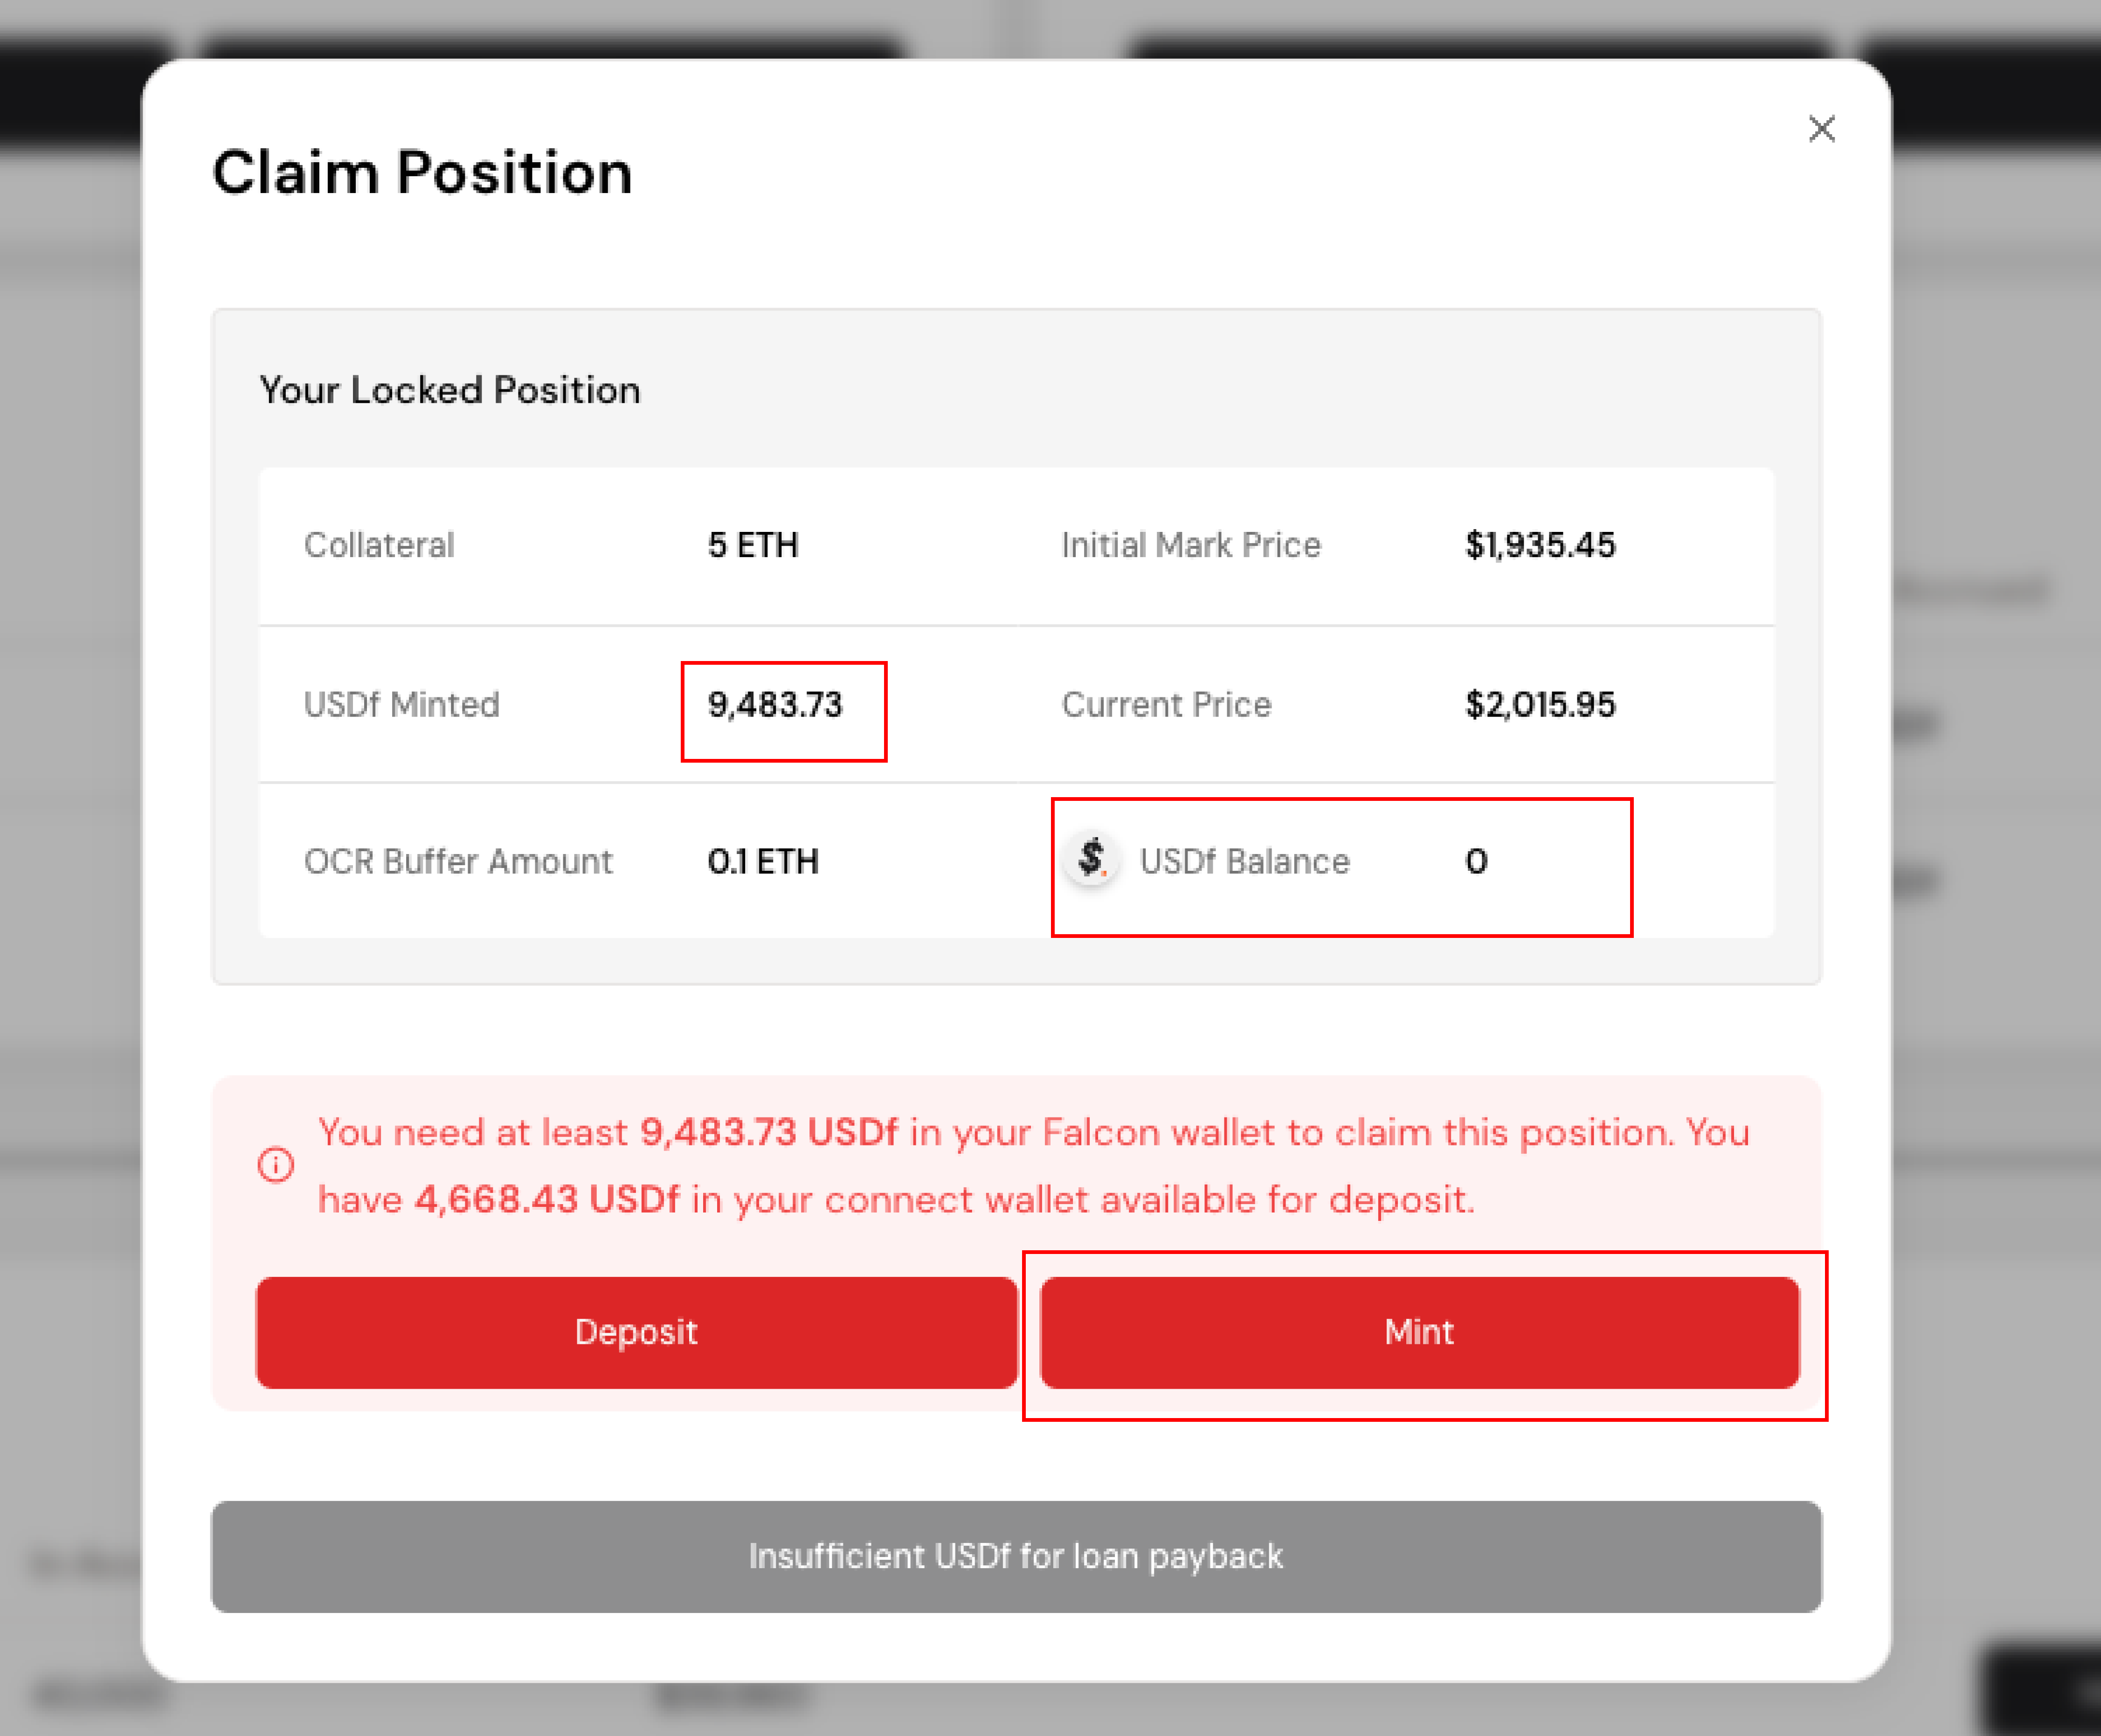 Claim Position
Your Locked Position
Collateral 5 ETH Initial Mark Price $1,935.45
USDf Minted 9,483.73 Current Price $2,015.95
OCR Buffer Amount 0.1 ETH $. USDf Balance 0
You need at least 9,483.73 USDf in your Falcon wallet to claim this position. You
have 4,668.43 USDf in your connect wallet available for deposit.
Deposit Mint
Insufficient USDf for loan payback